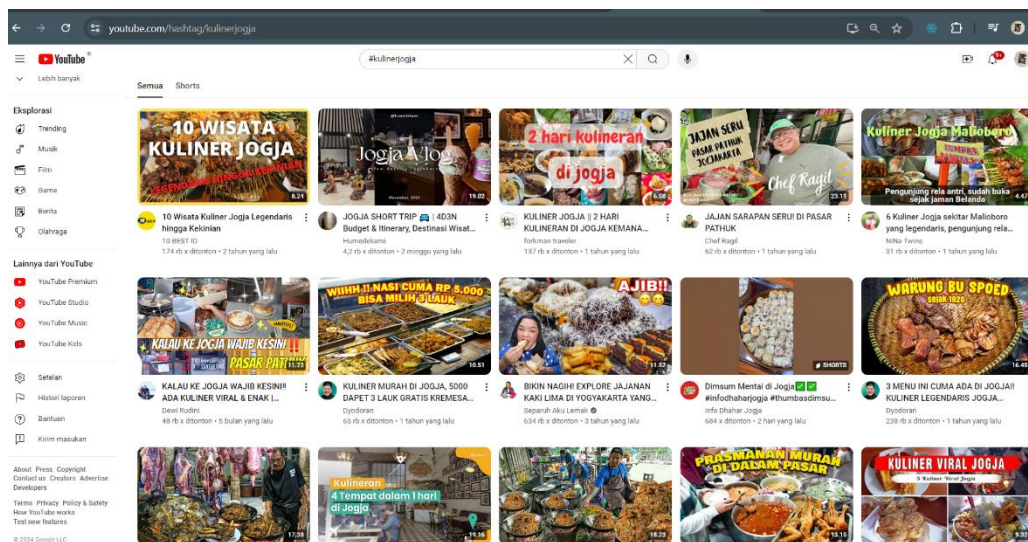 youtube.com/hashtag/kulinerjogja
YouTube ID
#kulinerjogja
9+
Lebih banyak
Semua Shorts
Eksplorasi
Trending
Musik
Film
Game
Berita
Olahraga
Lainnya dari YouTube
YouTube Premium
YouTube Studio
YouTube Music
YouTube Kids
Setelan
Histori laporan
Bantuan
Kirim masukan
About Press Copyright
Contact us Creators Advertise
Developers
Terms Privacy Policy & Safety
How YouTube works
Test new features
© 2024 Google LLC
10 WISATA
KULINER JOGJA
LEGENDARIS HINGGA KEKINIAN
8.24
10 Wisata Kuliner Jogja Legendaris
hingga Kekinian
10 BEST ID
174 rb x ditonton • 2 tahun yang lalu
Jogja Vlog
19.02
JOGJA SHORT TRIP 🚘 | 4D3N
Budget & Itinerary, Destinasi Wisat...
Humedekami
4,2 rb x ditonton • 2 minggu yang lalu
2 hari kulineran
di jogja
6.58
KULINER JOGJA || 2 HARI
KULINERAN DI JOGJA KEMANA...
forkman traveler
137 rb x ditonton • 1 tahun yang lalu
JAJAN SERU
PASAR PATHUK
JOGJAKARTA
Chef Ragil
23.11
JAJAN SARAPAN SERU! DI PASAR
PATHUK
Chef Ragil
62 rb x ditonton • 1 tahun yang lalu
Kuliner Jogja Malioboro
Pengunjung rela antri, sudah buka
sejak jaman Belanda
4.47
6 Kuliner Jogja sekitar Malioboro
yang legendaris, pengunjung rela...
NiNa Twins
31 rb x ditonton • 1 tahun yang lalu
KALAU KE JOGJA WAJIB KESINI !!
PASAR PATHUK
11.22
KALAU KE JOGJA WAJIB KESINI!!
ADA KULINER VIRAL & ENAK |...
Dewi Rudini
48 rb x ditonton • 5 bulan yang lalu
WIIHH !! NASI CUMA RP 5.000
BISA MILIH 3 LAUK
10.51
KULINER MURAH DI JOGJA, 5000
DAPET 3 LAUK GRATIS KREMESA...
Dyodoran
65 rb x ditonton • 1 tahun yang lalu
AJIB!!
11.57
BIKIN NAGIH! EXPLORE JAJANAN
KAKI LIMA DI YOGYAKARTA YANG...
Separuh Aku Lemak
634 rb x ditonton • 3 tahun yang lalu
SHORTS
Dimsum Mentai di Jogja✅✅
#infodhaharjogja #thumbasdimsu...
Info Dhahar Jogja
684 x ditonton • 2 hari yang lalu
WARUNG BU SPOED
sejak 1920
16.45
3 MENU INI CUMA ADA DI JOGJA!!
KULINER LEGENDARIS JOGJA...
Dyodoran
238 rb x ditonton • 1 tahun yang lalu
17.38
Kulineran
4 Tempat dalam 1 hari
di Jogja
19.16
18.23
PRASMANAN MURAH
DI DALAM PASAR
13.15
KULINER VIRAL JOGJA
5 Kuliner Viral Jogja
9.32